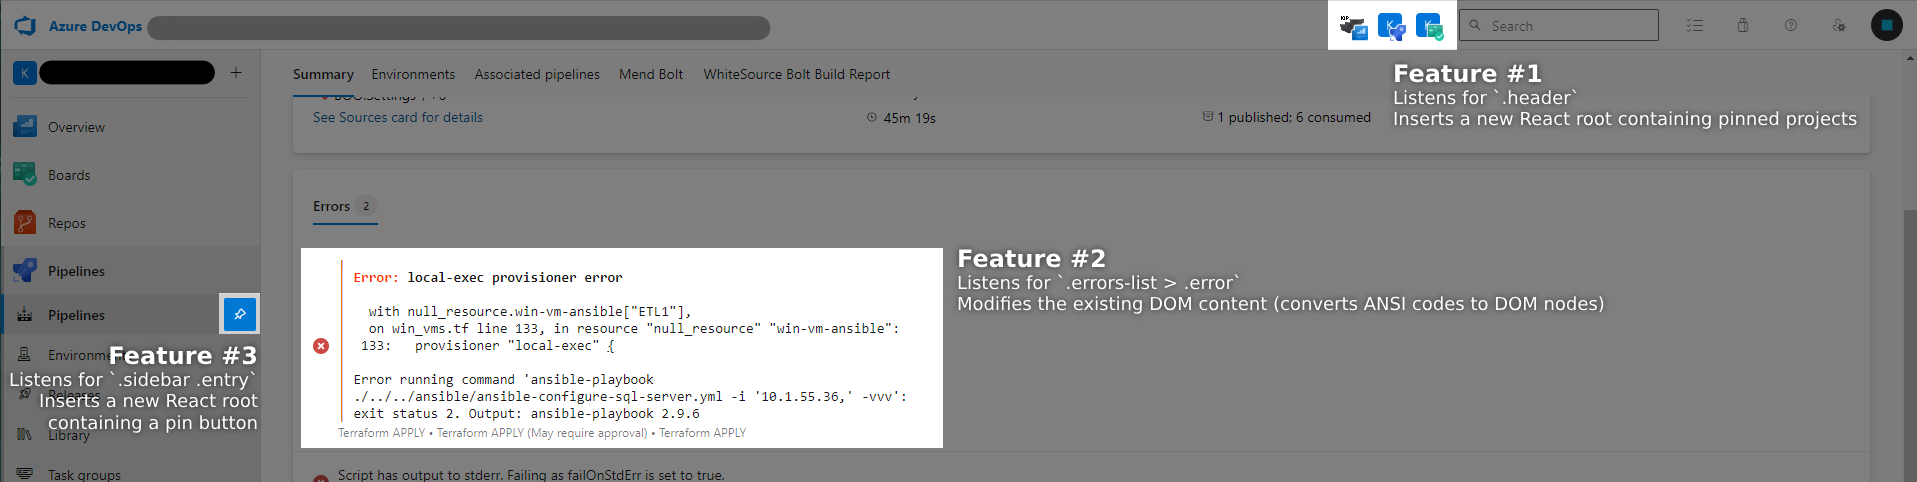 Azure DevOps
KIP
K
K
Search
K
Summary
Environments
Associated pipelines
Mend Bolt
WhiteSource Bolt Build Report
Feature #1
Listens for `.header`
Inserts a new React root containing pinned projects
See Sources card for details
45m 19s
1 published; 6 consumed
Overview
Boards
Repos
Pipelines
Pipelines
Feature #3
Listens for `.sidebar .entry`
Inserts a new React root
containing a pin button
Library
Task groups
Errors 2
Error: local-exec provisioner error
with null_resource.win-vm-ansible["ETL1"],
on win_vms.tf line 133, in resource "null_resource" "win-vm-ansible":
133: provisioner "local-exec" {
Error running command 'ansible-playbook
./../../ansible/ansible-configure-sql-server.yml -i '10.1.55.36,' -vvv':
exit status 2. Output: ansible-playbook 2.9.6
Terraform APPLY • Terraform APPLY (May require approval) • Terraform APPLY
Feature #2
Listens for `.errors-list > .error`
Modifies the existing DOM content (converts ANSI codes to DOM nodes)
Script has output to stderr. Failing as failOnStdErr is set to true.